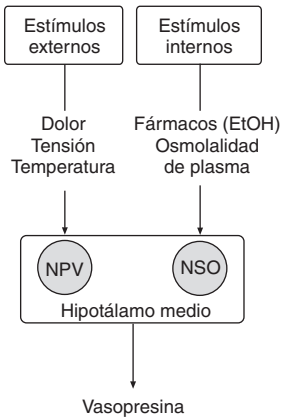 Estímulos
externos
Estímulos
internos
Dolor
Tensión
Temperatura
Fármacos (EtOH)
Osmolalidad
de plasma
NPV
NSO
Hipotálamo medio
Vasopresina